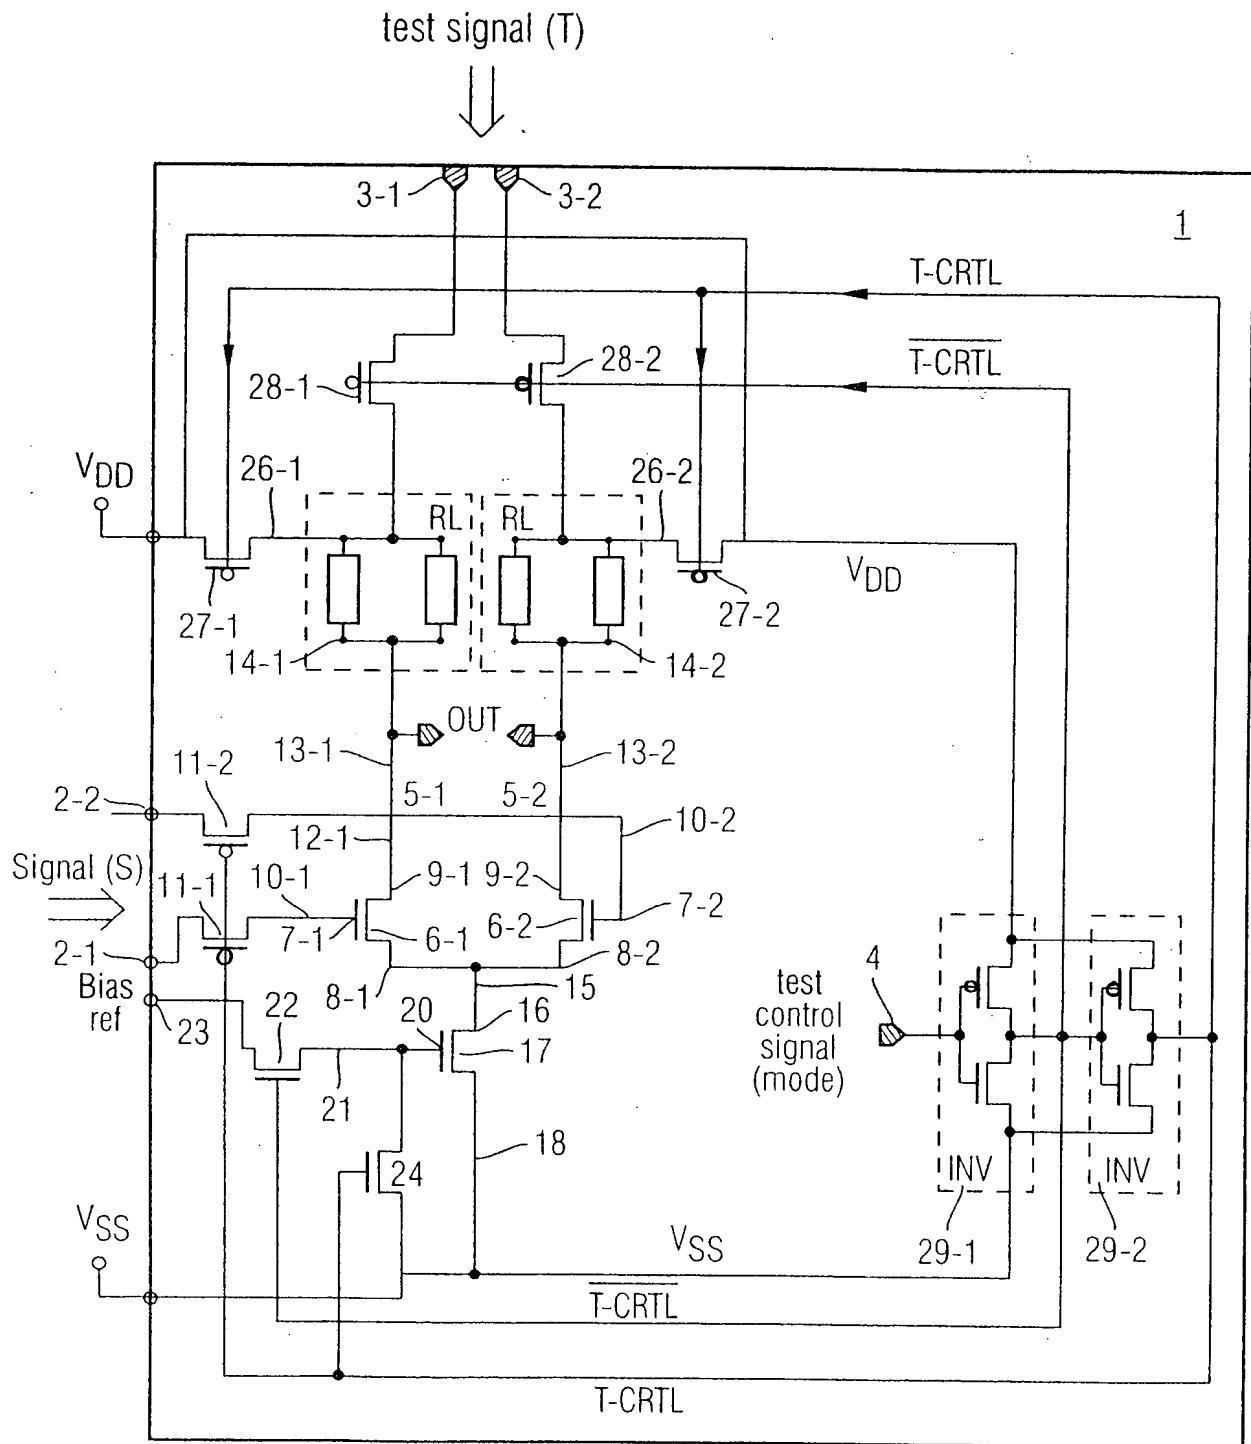 test signal (T)
3-1
3-2
1
T-CRTL
T-CRTL
28-1
28-2
VDD
26-1
26-2
RL
RL
VDD
27-1
27-2
14-1
14-2
OUT
13-1
13-2
11-2
2-2
5-1
5-2
10-2
12-1
Signal (S)
11-1
10-1
9-1
9-2
7-1
6-1
6-2
7-2
2-1
8-1
8-2
Bias
ref
23
22
20
15
16
17
21
18
24
4
test
control
signal
(mode)
INV
INV
29-1
29-2
VSS
VSS
T-CRTL
T-CRTL